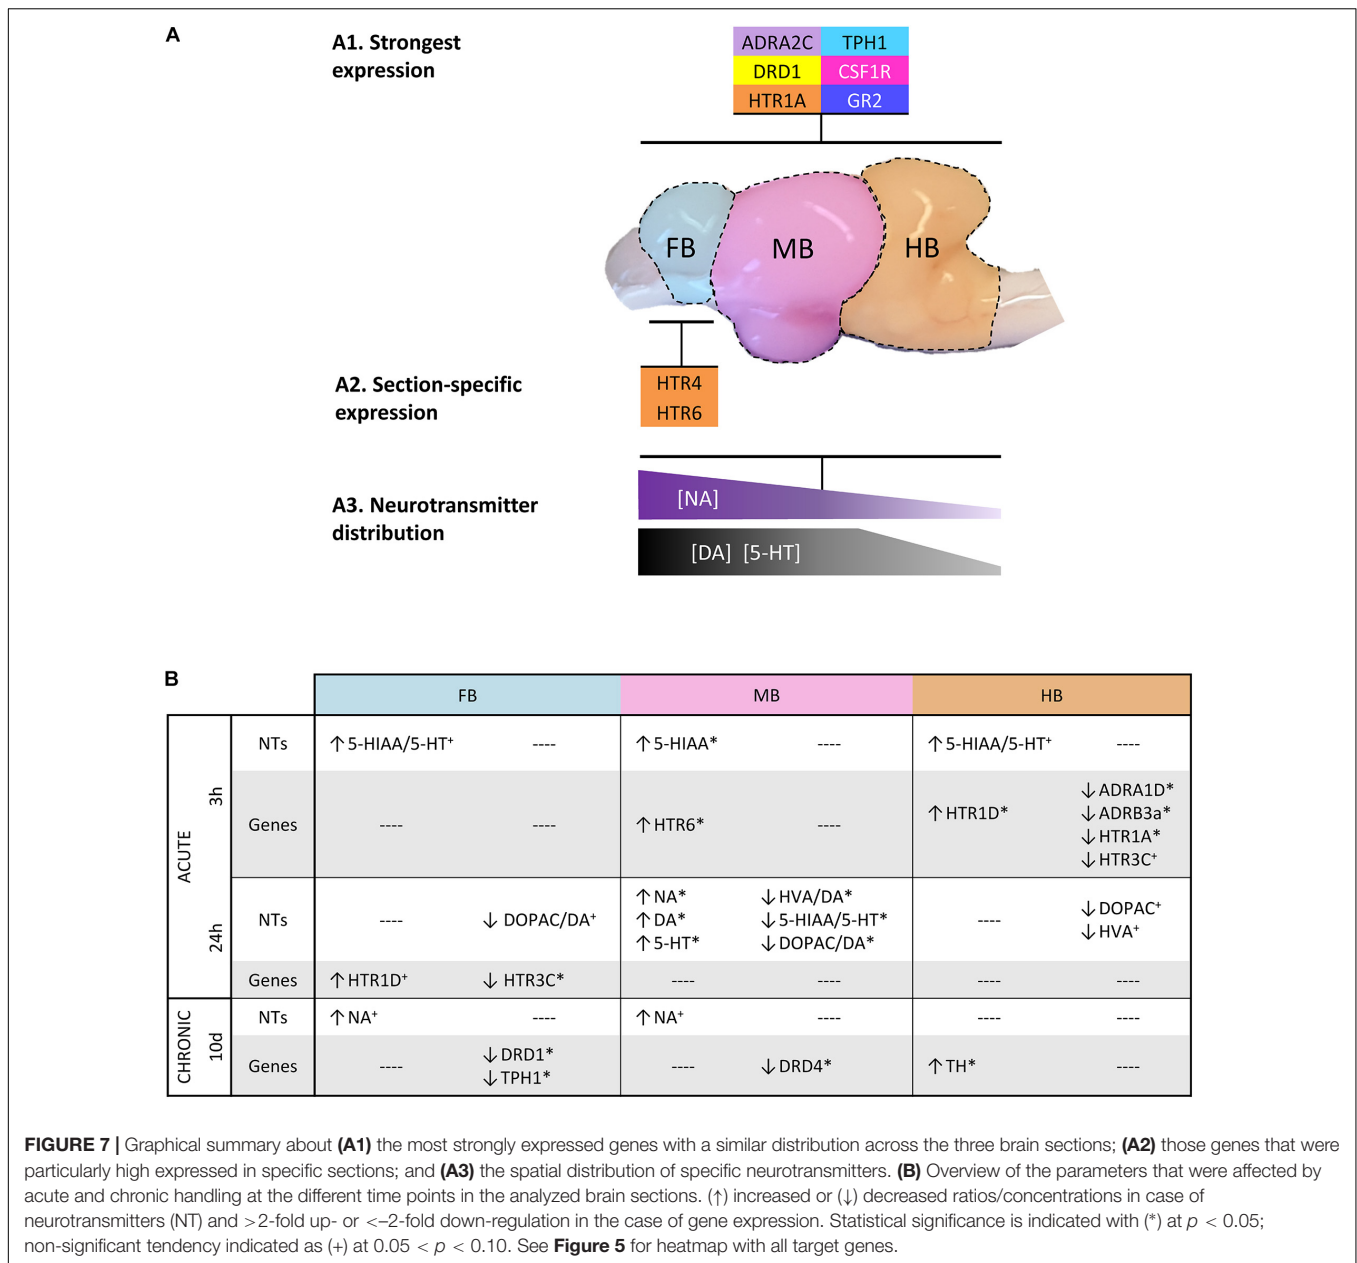 A
A1. Strongest
expression
ADRA2C TPH1
DRD1 CSF1R
HTR1A GR2
FB MB HB
A2. Section-specific
expression
HTR4
HTR6
A3. Neurotransmitter
distribution
[NA]
[DA] [5-HT]
B
FB MB HB
ACUTE
3h
NTs ↑5-HIAA/5-HT⁺ ---- ↑5-HIAA* ---- ↑5-HIAA/5-HT⁺ ----
Genes ---- ---- ↑HTR6* ---- ↑HTR1D* ↓ADRA1D*
↓ADRB3a*
↓HTR1A*
↓HTR3C⁺
24h
NTs ---- ↓DOPAC/DA⁺ ↑NA* ↓HVA/DA* ---- ↓DOPAC⁺
↑DA* ↓5-HIAA/5-HT* ↓HVA⁺
↑5-HT* ↓DOPAC/DA*
Genes ↑HTR1D⁺ ↓HTR3C* ---- ---- ---- ----
CHRONIC
10d
NTs ↑NA⁺ ---- ↑NA⁺ ---- ---- ----
Genes ---- ↓DRD1* ---- ↓DRD4* ↑TH* ----
↓TPH1*
FIGURE 7 | Graphical summary about (A1) the most strongly expressed genes with a similar distribution across the three brain sections; (A2) those genes that were
particularly high expressed in specific sections; and (A3) the spatial distribution of specific neurotransmitters. (B) Overview of the parameters that were affected by
acute and chronic handling at the different time points in the analyzed brain sections. (↑) increased or (↓) decreased ratios/concentrations in case of
neurotransmitters (NT) and >2-fold up- or <–2-fold down-regulation in the case of gene expression. Statistical significance is indicated with (*) at p < 0.05;
non-significant tendency indicated as (+) at 0.05 < p < 0.10. See Figure 5 for heatmap with all target genes.